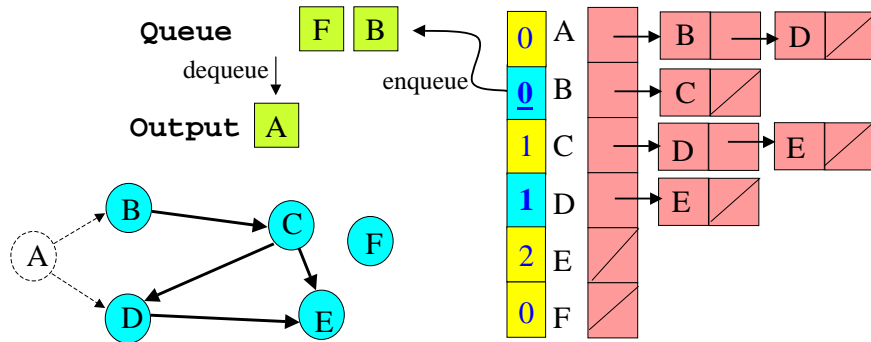 Queue F B
dequeue
enqueue
Output A
0 A B D
0 B C
1 C D E
1 D E
2 E
0 F
B
C
F
A
D
E